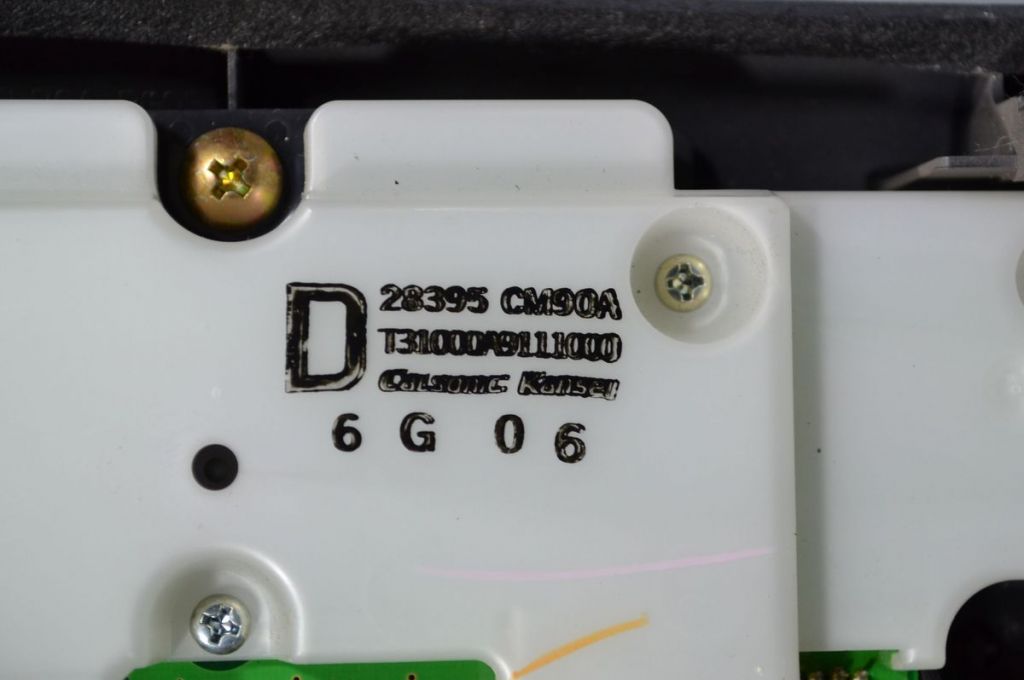 D
28395 CM90A
T31000A9111000
Calsonic Kansei
6 G 0 6